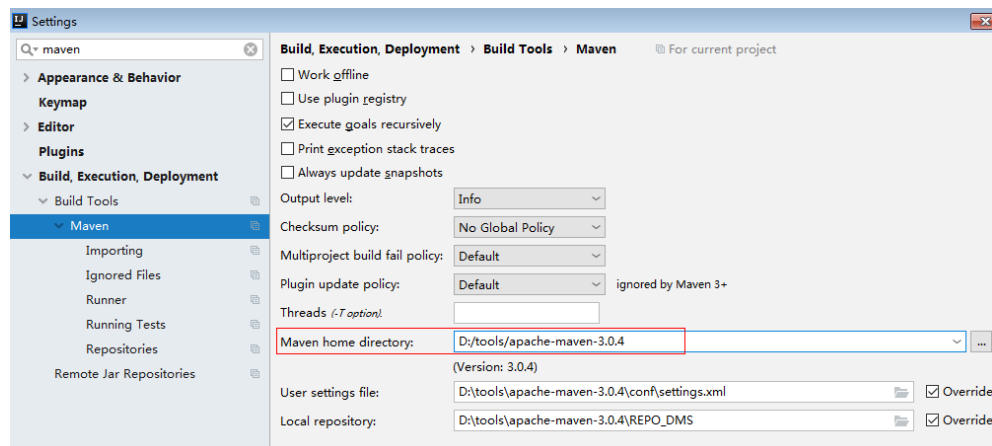 Settings
maven
Appearance & Behavior
Keymap
Editor
Plugins
Build, Execution, Deployment
Build Tools
Maven
Importing
Ignored Files
Runner
Running Tests
Repositories
Remote Jar Repositories
Build, Execution, Deployment › Build Tools › Maven For current project
Work offline
Use plugin registry
Execute goals recursively
Print exception stack traces
Always update snapshots
Output level: Info
Checksum policy: No Global Policy
Multiproject build fail policy: Default
Plugin update policy: Default ignored by Maven 3+
Threads (-T option).
Maven home directory: D:/tools/apache-maven-3.0.4 ...
(Version: 3.0.4)
User settings file: D:\tools\apache-maven-3.0.4\conf\settings.xml Override
Local repository: D:\tools\apache-maven-3.0.4\REPO_DMS Override